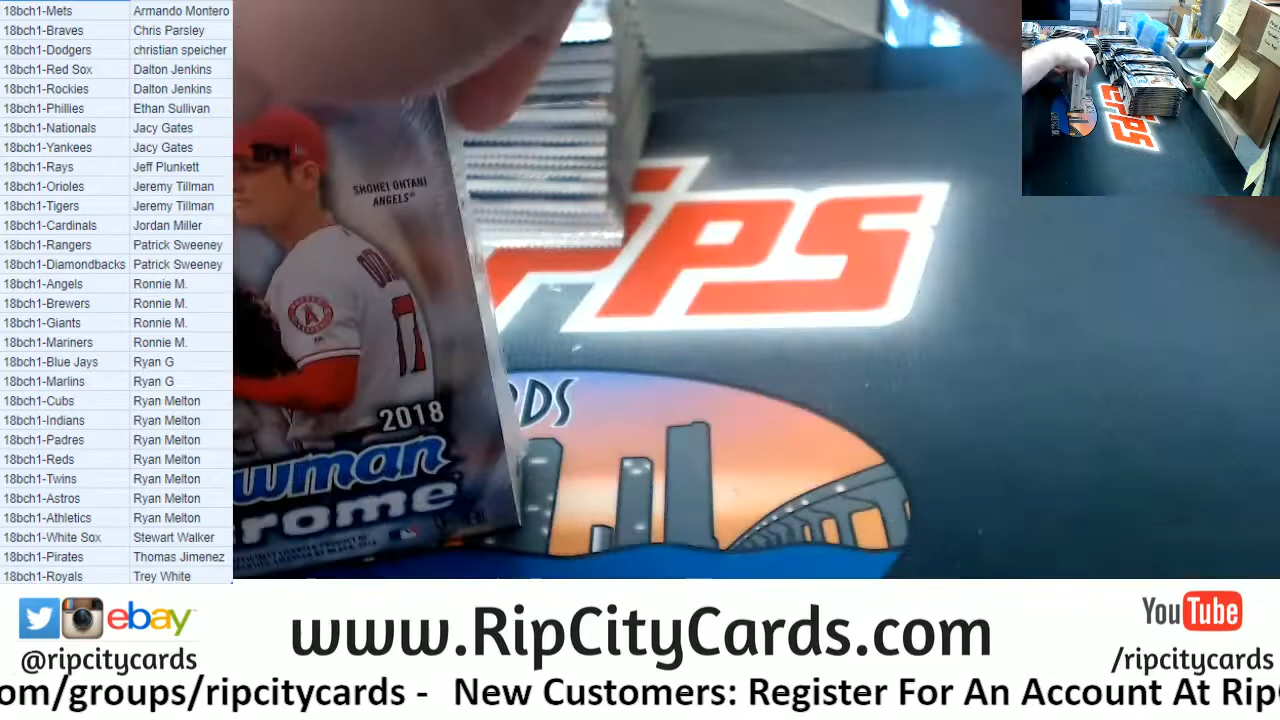 18bch1-Mets Armando Montero
18bch1-Braves Chris Parsley
18bch1-Dodgers christian speicher
18bch1-Red Sox Dalton Jenkins
18bch1-Rockies Dalton Jenkins
18bch1-Phillies Ethan Sullivan
18bch1-Nationals Jacy Gates
18bch1-Yankees Jacy Gates
18bch1-Rays Jeff Plunkett
18bch1-Orioles Jeremy Tillman
18bch1-Tigers Jeremy Tillman
18bch1-Cardinals Jordan Miller
18bch1-Rangers Patrick Sweeney
18bch1-Diamondbacks Patrick Sweeney
18bch1-Angels Ronnie M.
18bch1-Brewers Ronnie M.
18bch1-Giants Ronnie M.
18bch1-Mariners Ronnie M.
18bch1-Blue Jays Ryan G
18bch1-Marlins Ryan G
18bch1-Cubs Ryan Melton
18bch1-Indians Ryan Melton
18bch1-Padres Ryan Melton
18bch1-Reds Ryan Melton
18bch1-Twins Ryan Melton
18bch1-Astros Ryan Melton
18bch1-Athletics Ryan Melton
18bch1-White Sox Stewart Walker
18bch1-Pirates Thomas Jimenez
18bch1-Royals Trey White
SHOHEI OHTANI
ANGELS
A
17
2018
wman
rome
iPS
RDS
ebay
@ripcitycards
www.RipCityCards.com
YouTube
/ripcitycards
om/groups/ripcitycards - New Customers: Register For An Account At Rip